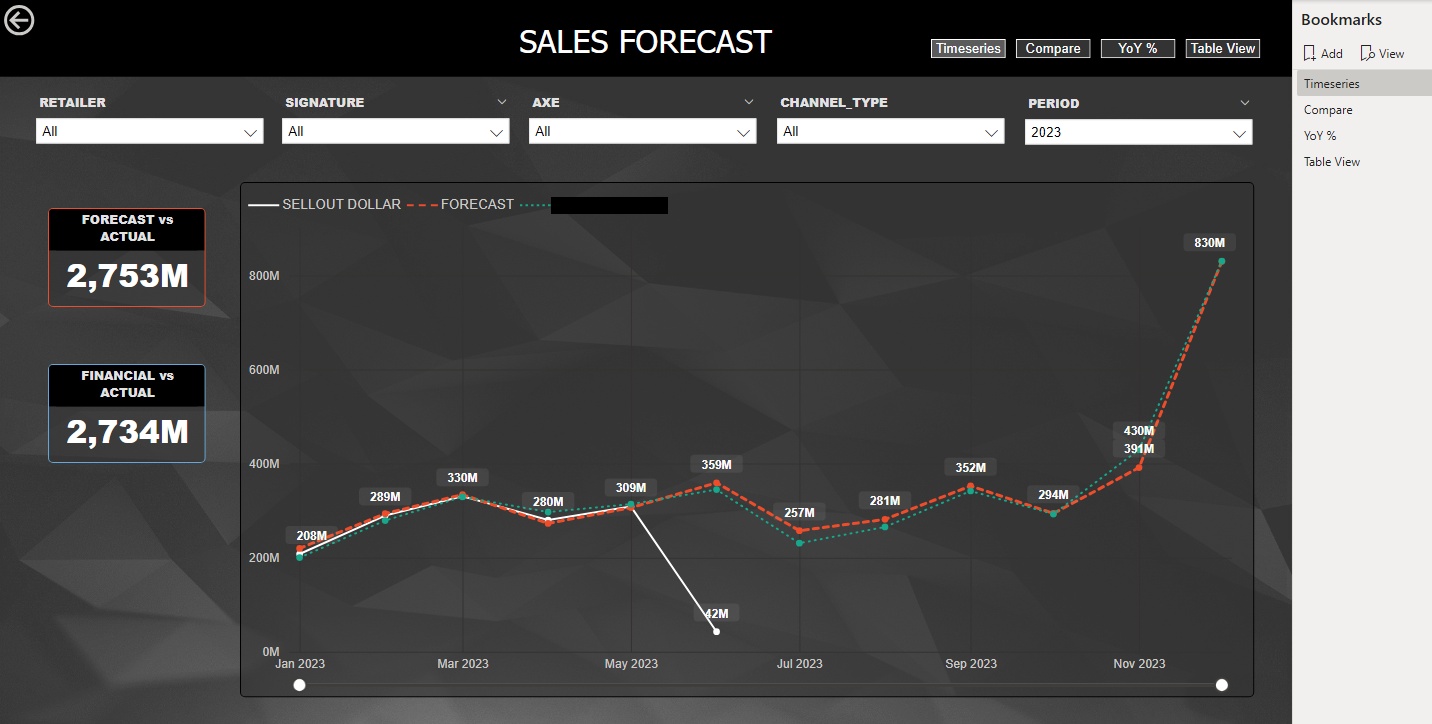 SALES FORECAST
Timeseries Compare YoY % Table View
Bookmarks
Add View
Timeseries
Compare
YoY %
Table View
RETAILER SIGNATURE AXE CHANNEL_TYPE PERIOD
All All All All 2023
FORECAST vs
ACTUAL
2,753M
FINANCIAL vs
ACTUAL
2,734M
SELLOUT DOLLAR FORECAST
830M
800M
600M
430M
391M
400M
359M
352M
330M
309M
294M
289M
280M
281M
257M
208M
200M
42M
0M
Jan 2023 Mar 2023 May 2023 Jul 2023 Sep 2023 Nov 2023